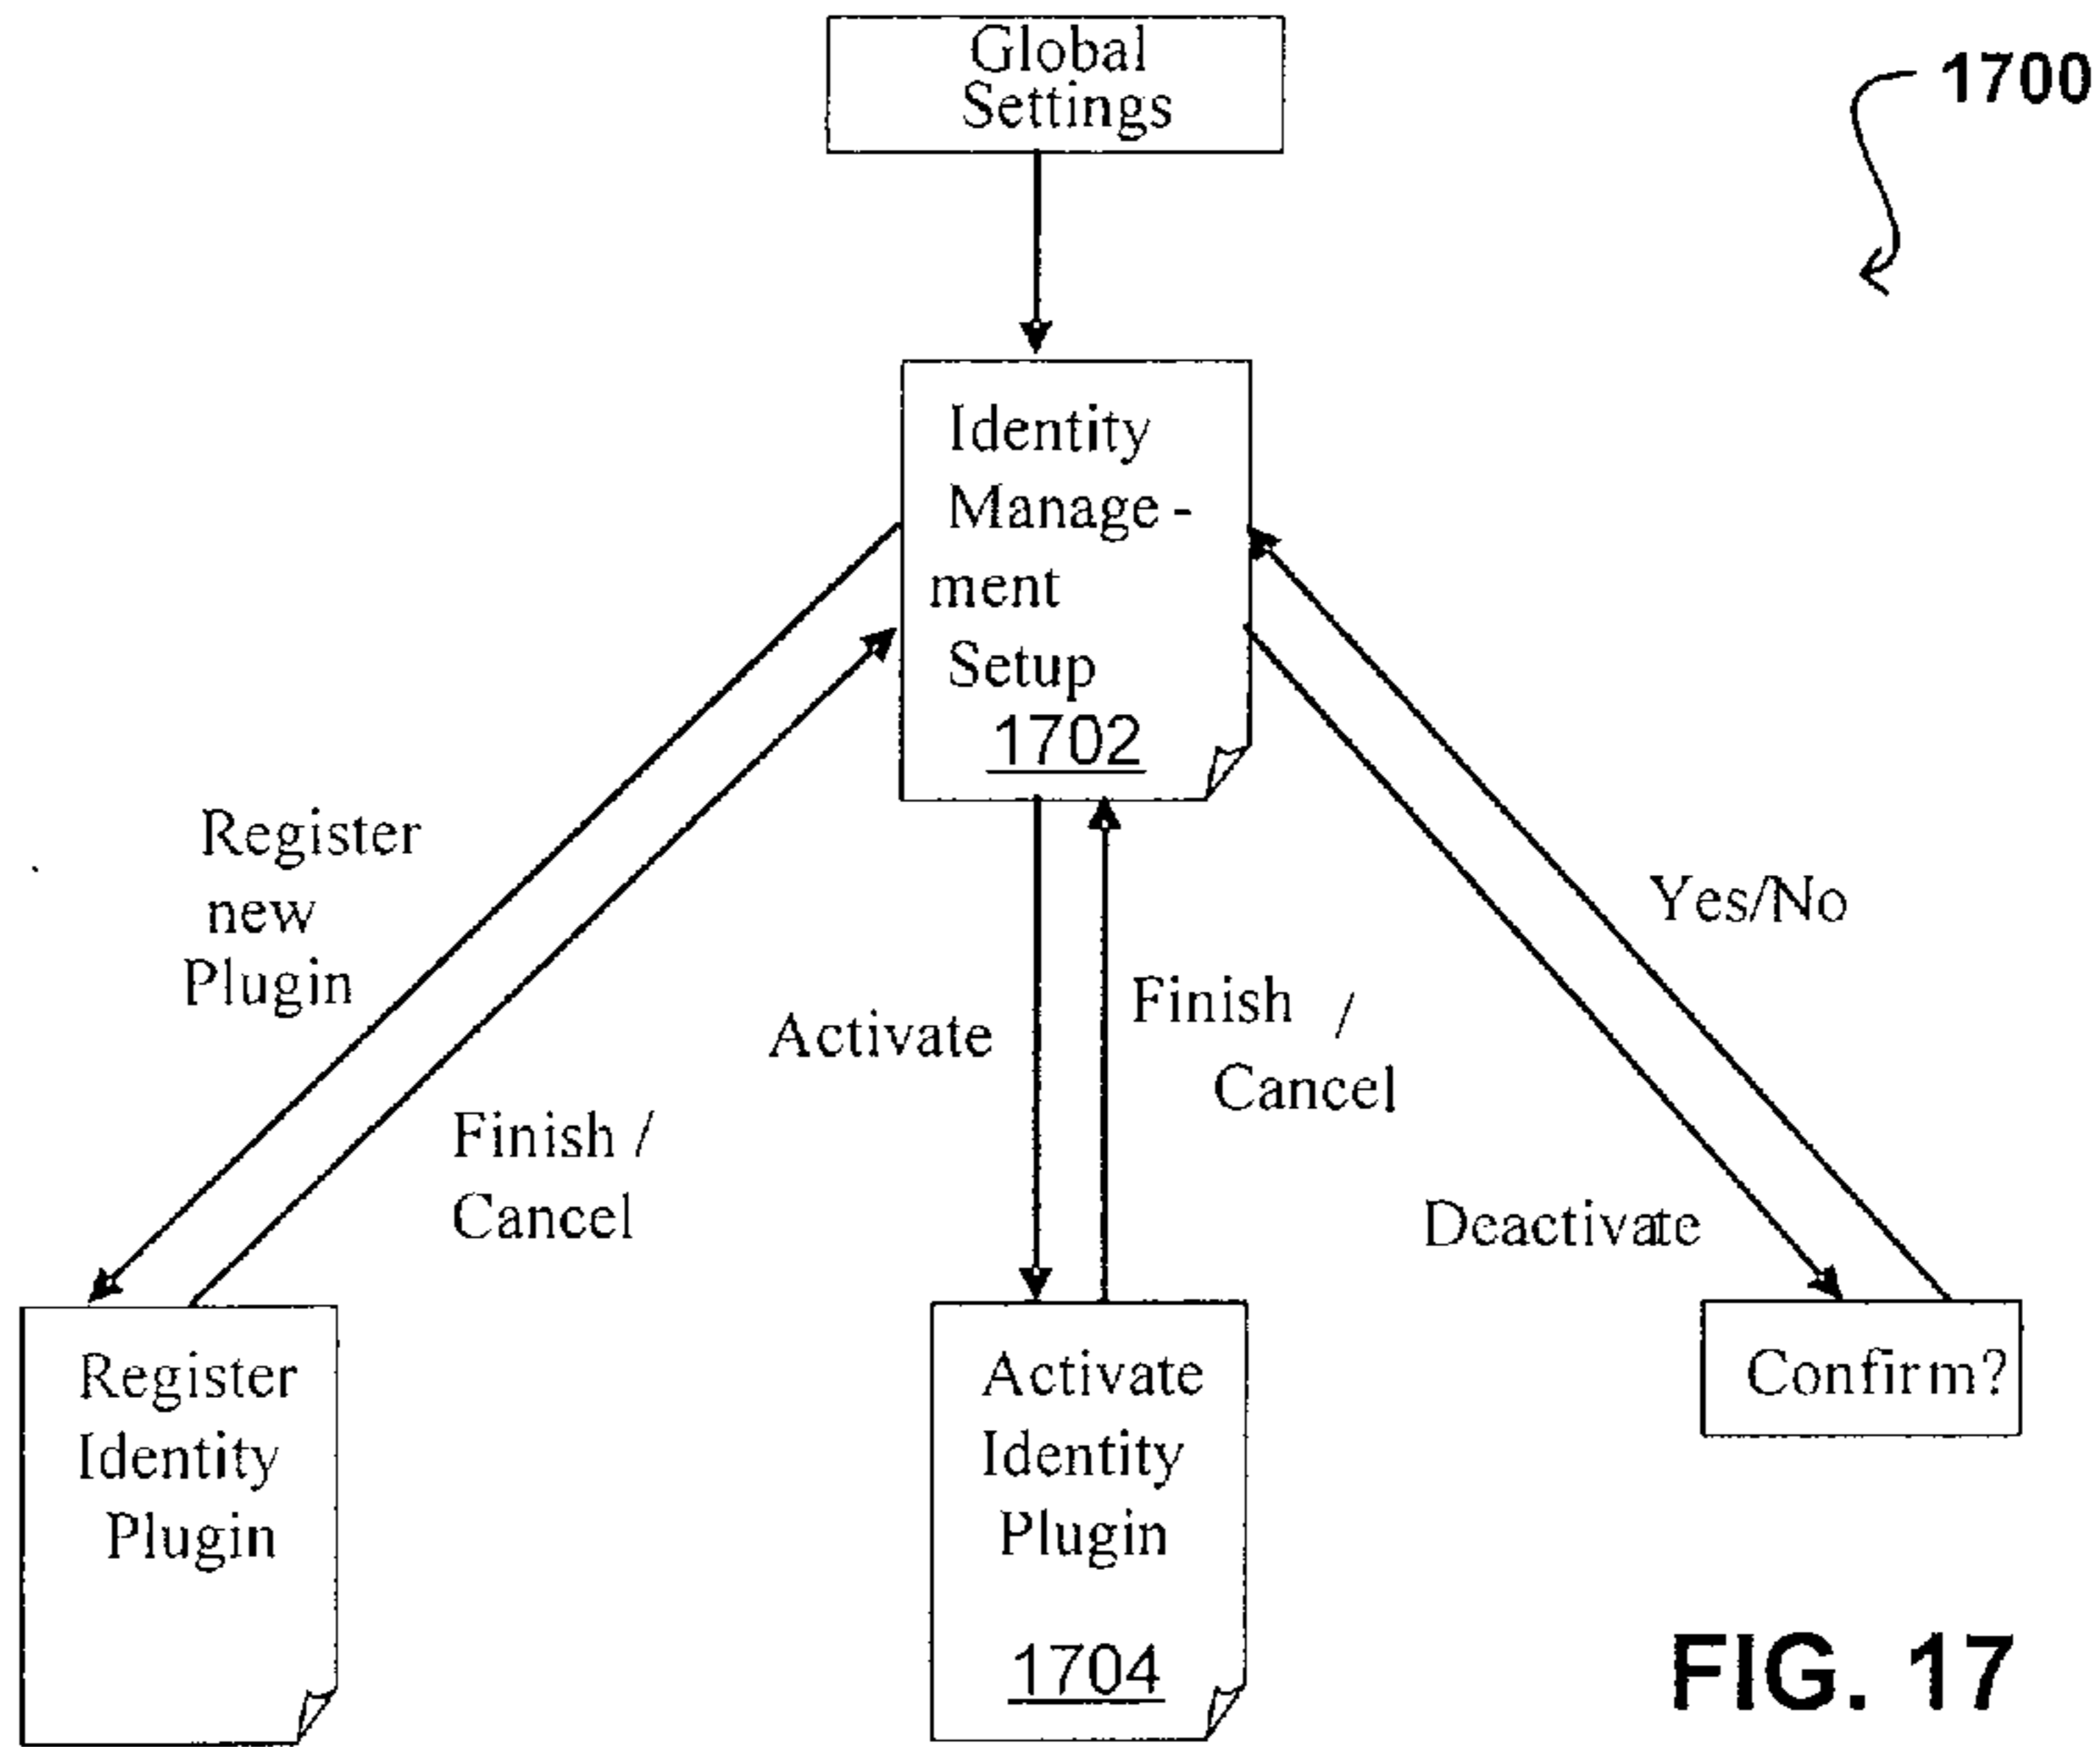 Global
Settings
1700
Identity
Manage -
ment
Setup
1702
Register
new
Plugin
Finish /
Cancel
Activate
Finish /
Cancel
Yes/No
Deactivate
Register
Identity
Plugin
Activate
Identity
Plugin
1704
Confirm?
FIG. 17